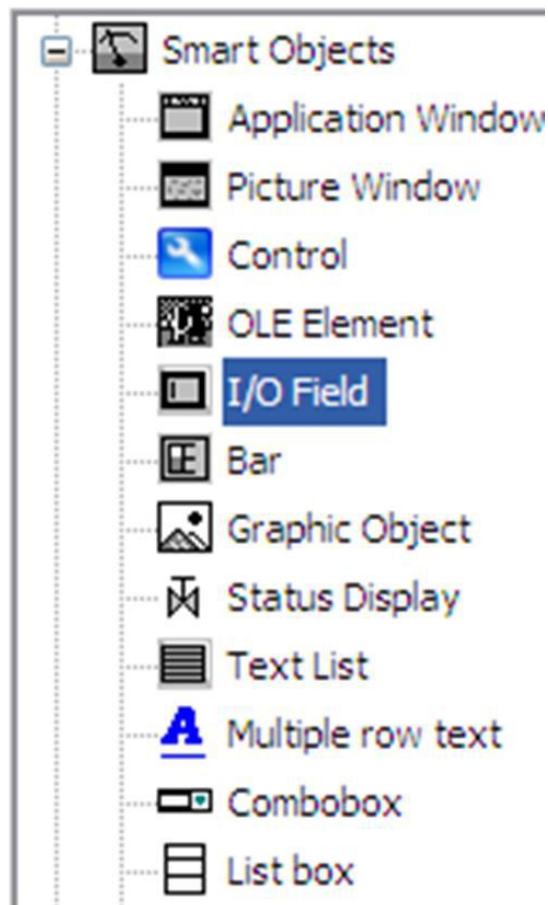 Smart Objects
Application Window
Picture Window
Control
OLE Element
I/O Field
Bar
Graphic Object
Status Display
Text List
Multiple row text
Combobox
List box